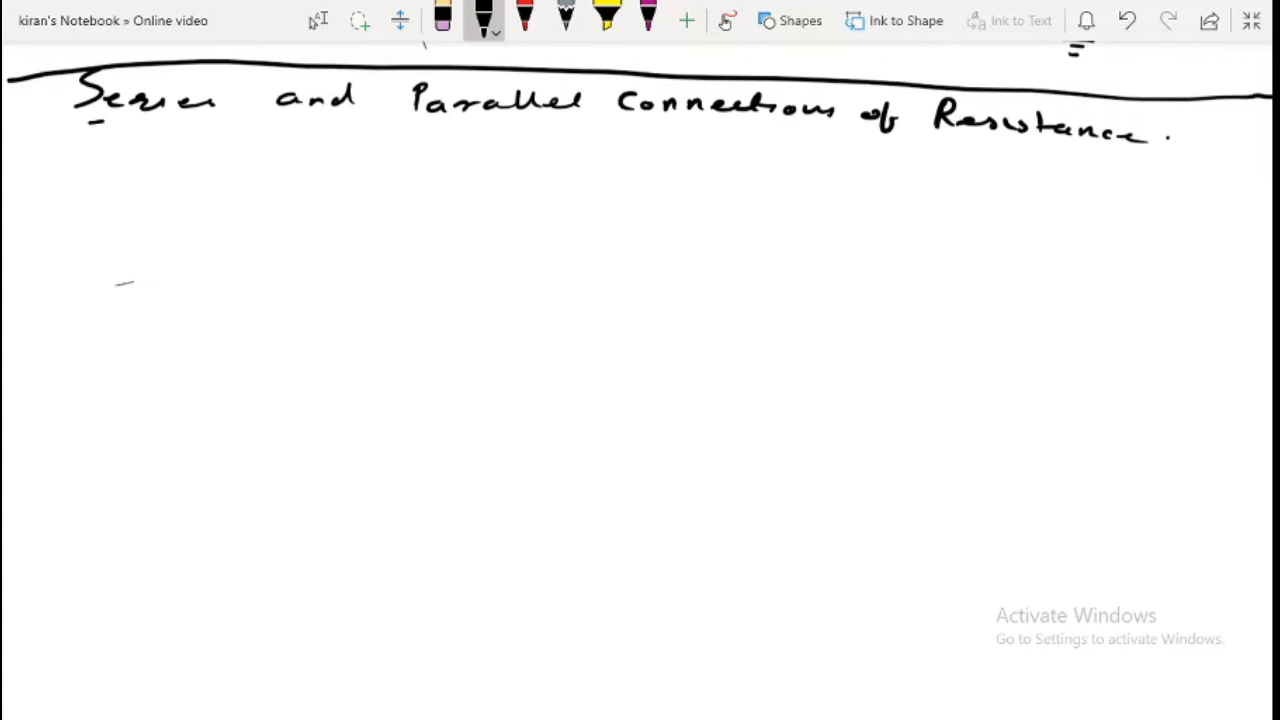 kiran's Notebook » Online video
Shapes
Ink to Shape
Ink to Text
Series and Parallel Connections of Resistance.
Activate Windows
Go to Settings to activate Windows.